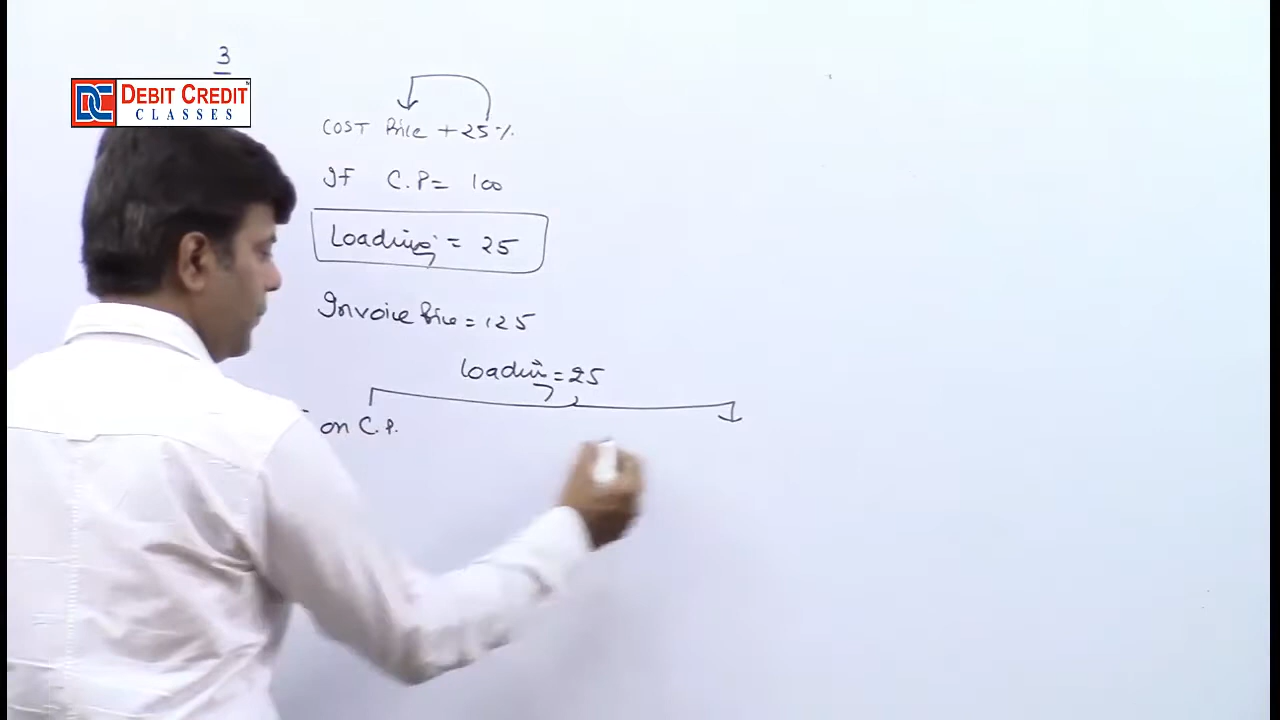 3
DEBIT CREDIT
CLASSES
COST Price + 25%
If C.P = 100
Loading = 25
Invoice Price = 125
Loading = 25
on C.P.